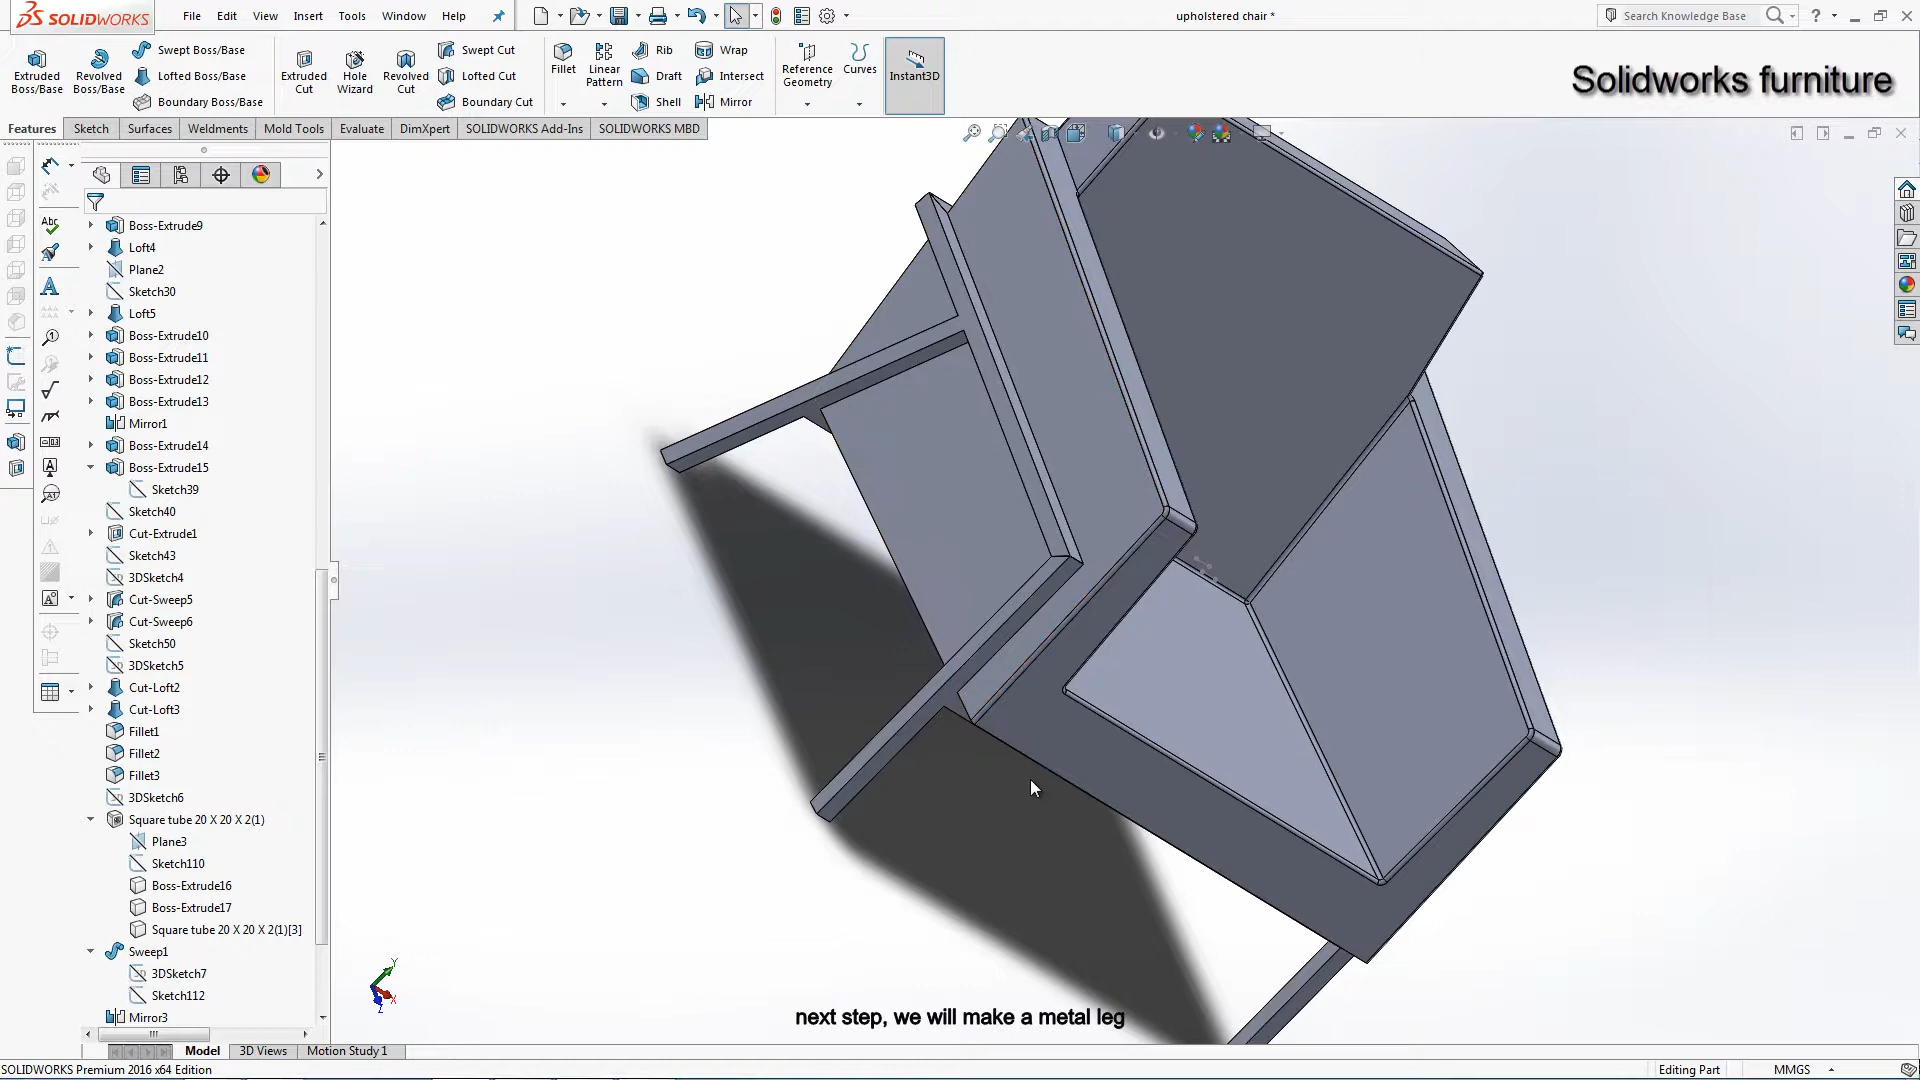 SOLIDWORKS File Edit View Insert Tools Window Help upholstered chair * Search Knowledge Base
Extruded Boss/Base Revolved Boss/Base Swept Boss/Base Lofted Boss/Base Boundary Boss/Base Extruded Cut Hole Wizard Revolved Cut Swept Cut Lofted Cut Boundary Cut Fillet Linear Pattern Rib Draft Shell Wrap Intersect Mirror Reference Geometry Curves Instant3D
Solidworks furniture
Features Sketch Surfaces Weldments Mold Tools Evaluate DimXpert SOLIDWORKS Add-Ins SOLIDWORKS MBD
Boss-Extrude9
Loft4
Plane2
Sketch30
Loft5
Boss-Extrude10
Boss-Extrude11
Boss-Extrude12
Boss-Extrude13
Mirror1
Boss-Extrude14
Boss-Extrude15
Sketch39
Sketch40
Cut-Extrude1
Sketch43
3DSketch4
Cut-Sweep5
Cut-Sweep6
Sketch50
3DSketch5
Cut-Loft2
Cut-Loft3
Fillet1
Fillet2
Fillet3
3DSketch6
Square tube 20 X 20 X 2(1)
Plane3
Sketch110
Boss-Extrude16
Boss-Extrude17
Square tube 20 X 20 X 2(1)[3]
Sweep1
3DSketch7
Sketch112
Mirror3
Y
X
Z
next step, we will make a metal leg
Model 3D Views Motion Study 1
SOLIDWORKS Premium 2016 x64 Edition Editing Part MMGS